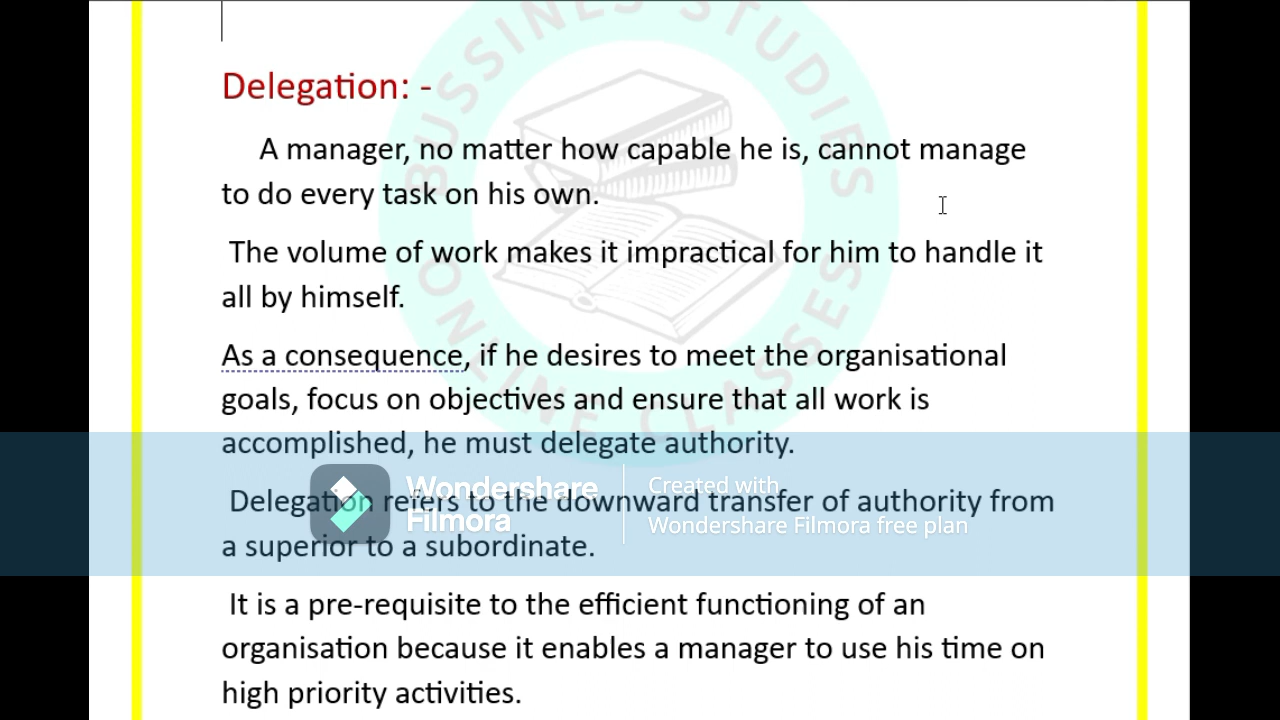 BUSSINES STUDIES
ONLINE CLASSES
Delegation: -
A manager, no matter how capable he is, cannot manage
to do every task on his own.
The volume of work makes it impractical for him to handle it
all by himself.
As a consequence, if he desires to meet the organisational
goals, focus on objectives and ensure that all work is
accomplished, he must delegate authority.
Delegation refers to the downward transfer of authority from
a superior to a subordinate.
Wondershare
Filmora
Created with
Wondershare Filmora free plan
It is a pre-requisite to the efficient functioning of an
organisation because it enables a manager to use his time on
high priority activities.